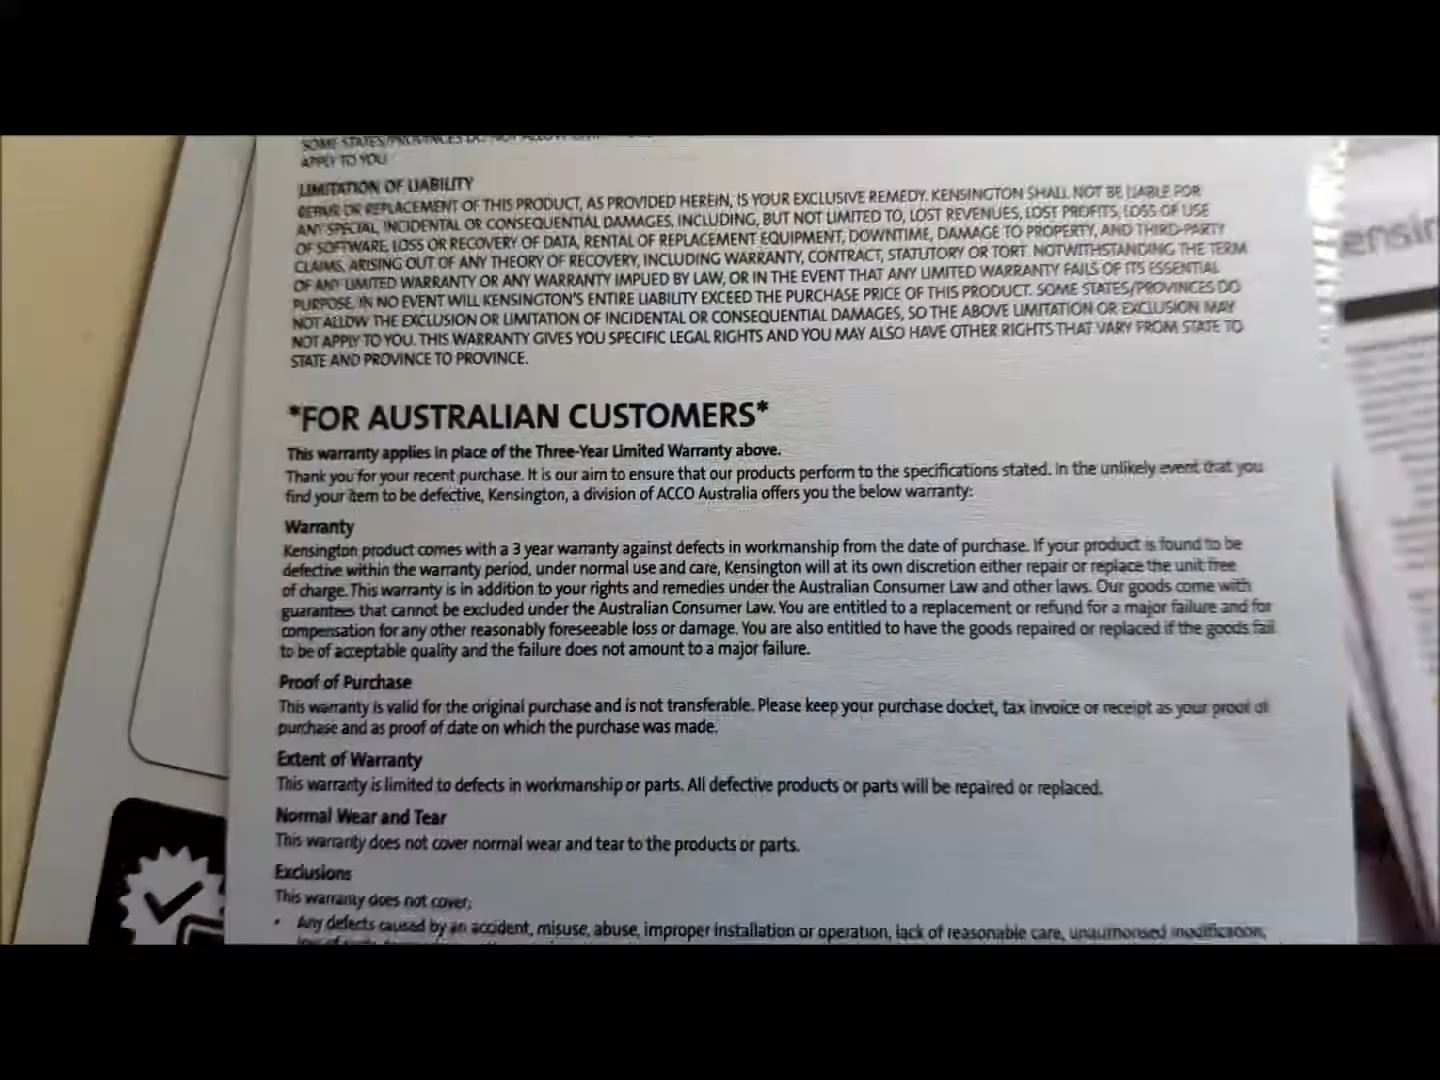 SOME STATES/PROVINCES DO NOT ALLOW
APPLY TO YOU
LIMITATION OF LIABILITY
REPAIR OR REPLACEMENT OF THIS PRODUCT, AS PROVIDED HEREIN, IS YOUR EXCLUSIVE REMEDY. KENSINGTON SHALL NOT BE LIABLE FOR
ANY SPECIAL, INCIDENTAL OR CONSEQUENTIAL DAMAGES, INCLUDING, BUT NOT LIMITED TO, LOST REVENUES, LOST PROFITS, LOSS OF USE
OF SOFTWARE, LOSS OR RECOVERY OF DATA, RENTAL OF REPLACEMENT EQUIPMENT, DOWNTIME, DAMAGE TO PROPERTY, AND THIRD-PARTY
CLAIMS, ARISING OUT OF ANY THEORY OF RECOVERY, INCLUDING WARRANTY, CONTRACT, STATUTORY OR TORT. NOTWITHSTANDING THE TERM
OF ANY LIMITED WARRANTY OR ANY WARRANTY IMPLIED BY LAW, OR IN THE EVENT THAT ANY LIMITED WARRANTY FAILS OF ITS ESSENTIAL
PURPOSE, IN NO EVENT WILL KENSINGTON'S ENTIRE LIABILITY EXCEED THE PURCHASE PRICE OF THIS PRODUCT. SOME STATES/PROVINCES DO
NOT ALLOW THE EXCLUSION OR LIMITATION OF INCIDENTAL OR CONSEQUENTIAL DAMAGES, SO THE ABOVE LIMITATION OR EXCLUSION MAY
NOT APPLY TO YOU. THIS WARRANTY GIVES YOU SPECIFIC LEGAL RIGHTS AND YOU MAY ALSO HAVE OTHER RIGHTS THAT VARY FROM STATE TO
STATE AND PROVINCE TO PROVINCE.
*FOR AUSTRALIAN CUSTOMERS*
This warranty applies in place of the Three-Year Limited Warranty above.
Thank you for your recent purchase. It is our aim to ensure that our products perform to the specifications stated. In the unlikely event that you
find your item to be defective, Kensington, a division of ACCO Australia offers you the below warranty:
Warranty
Kensington product comes with a 3 year warranty against defects in workmanship from the date of purchase. If your product is found to be
defective within the warranty period, under normal use and care, Kensington will at its own discretion either repair or replace the unit free
of charge. This warranty is in addition to your rights and remedies under the Australian Consumer Law and other laws. Our goods come with
guarantees that cannot be excluded under the Australian Consumer Law. You are entitled to a replacement or refund for a major failure and for
compensation for any other reasonably foreseeable loss or damage. You are also entitled to have the goods repaired or replaced if the goods fail
to be of acceptable quality and the failure does not amount to a major failure.
Proof of Purchase
This warranty is valid for the original purchase and is not transferable. Please keep your purchase docket, tax invoice or receipt as your proof of
purchase and as proof of date on which the purchase was made.
Extent of Warranty
This warranty is limited to defects in workmanship or parts. All defective products or parts will be repaired or replaced.
Normal Wear and Tear
This warranty does not cover normal wear and tear to the products or parts.
Exclusions
This warranty does not cover;
• Any defects caused by an accident, misuse, abuse, improper installation or operation, lack of reasonable care, unauthorised modification,
ensin